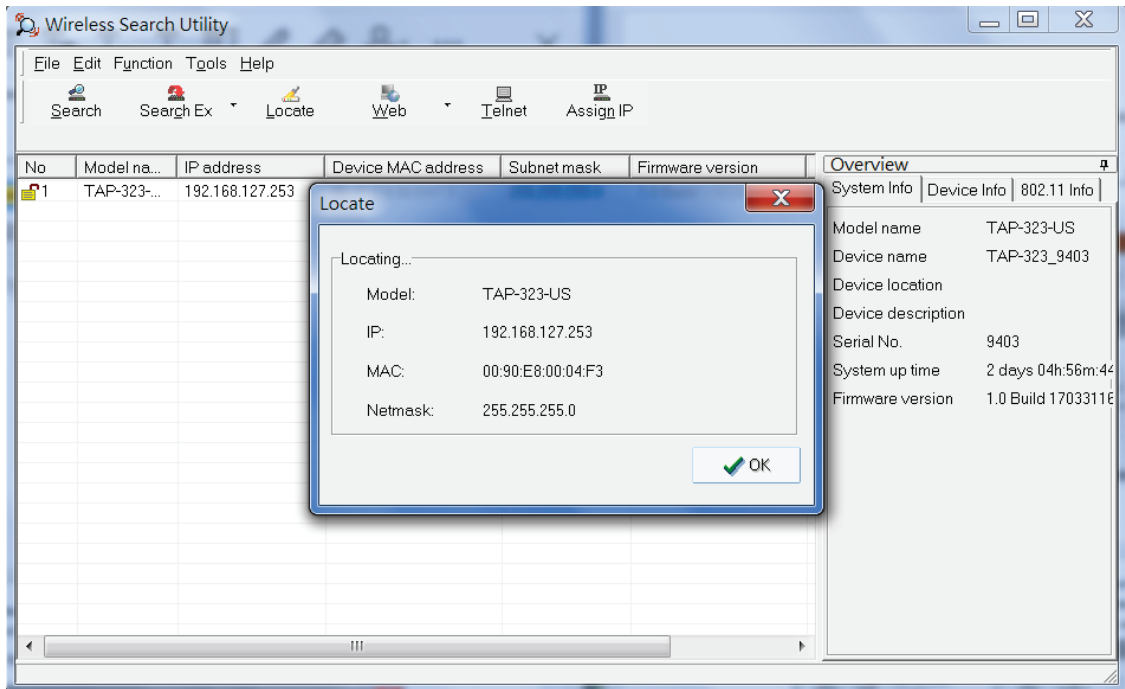 Wireless Search Utility
File Edit Function Tools Help
Search Search Ex Locate Web Telnet IP Assign IP
No Model na... IP address Device MAC address Subnet mask Firmware version
1 TAP-323-... 192.168.127.253
Locate
Locating...
Model: TAP-323-US
IP: 192.168.127.253
MAC: 00:90:E8:00:04:F3
Netmask: 255.255.255.0
OK
Overview
System Info Device Info 802.11 Info
Model name TAP-323-US
Device name TAP-323_9403
Device location
Device description
Serial No. 9403
System up time 2 days 04h:56m:44
Firmware version 1.0 Build 17033116